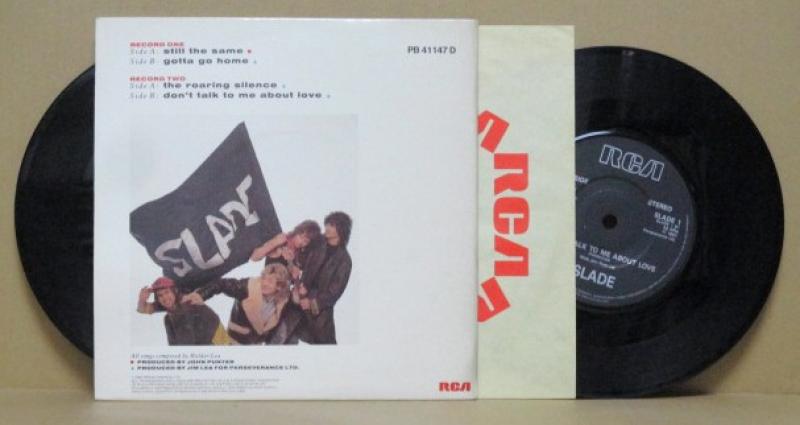 RECORD ONE
Side A: still the same
Side B: gotta go home
RECORD TWO
Side A: the roaring silence
Side B: don't talk to me about love
PB 41147 D
SLADE
All songs composed by Holder/Lea
PRODUCED BY JOHN PUNTER
PRODUCED BY JIM LEA FOR PERSEVERANCE LTD.
RCA
RCA
RCA
STEREO
SLADE 1
ALK TO ME ABOUT LOVE
SLADE